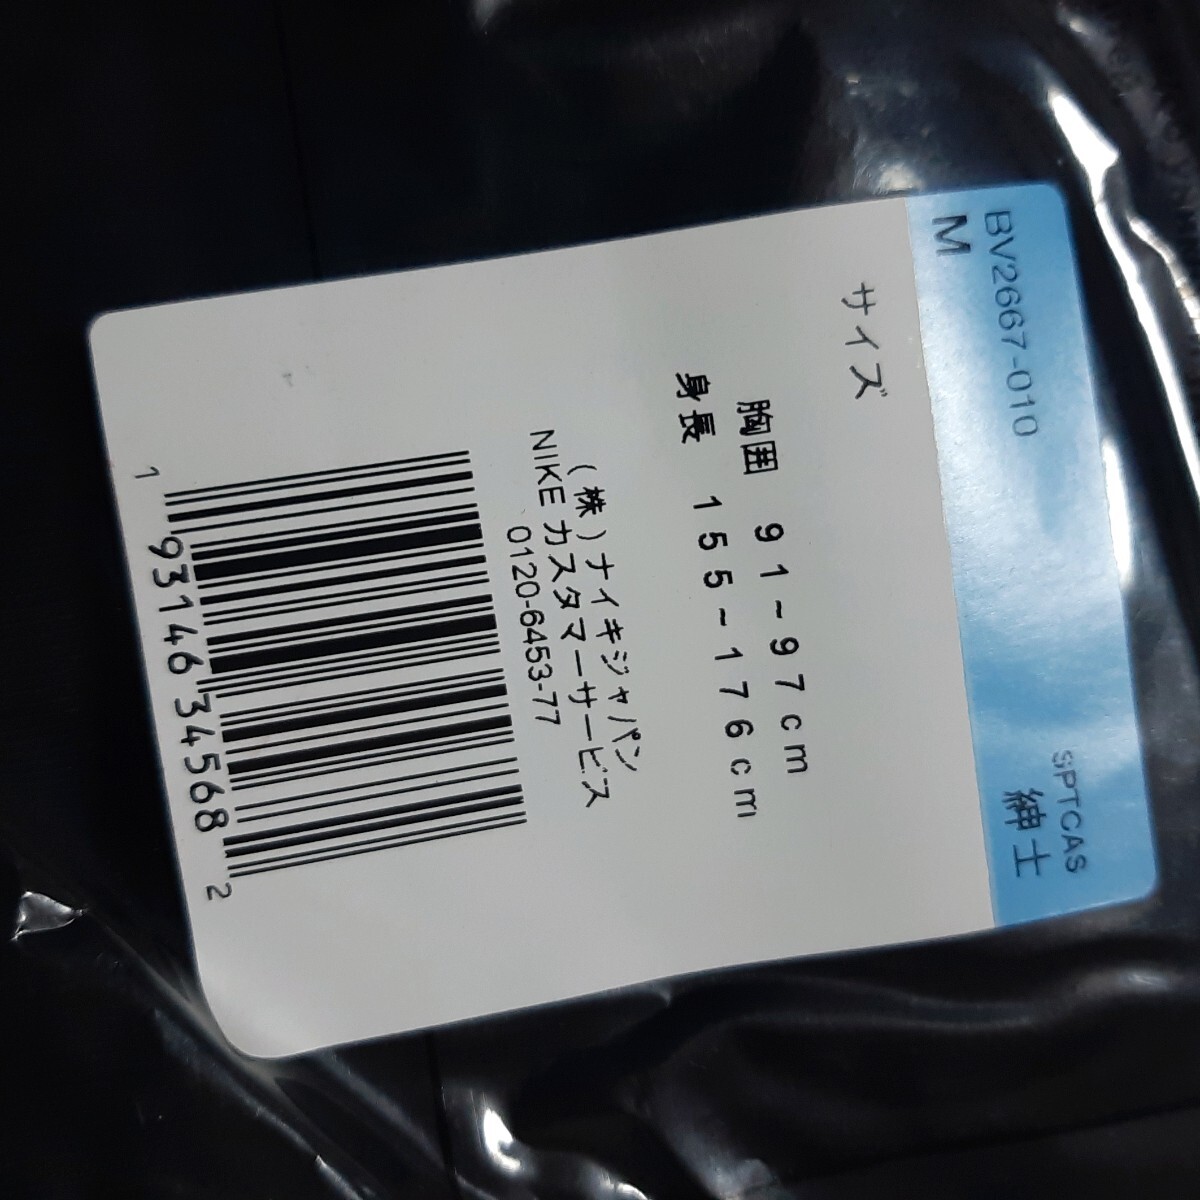 BV2667-010 SPTCAS
M 紳士
サイズ
胸囲 91~97cm
身長 155~176cm
(株)ナイキジャパン
NIKE カスタマーサービス
0120-6453-77
1 93146 34568 2